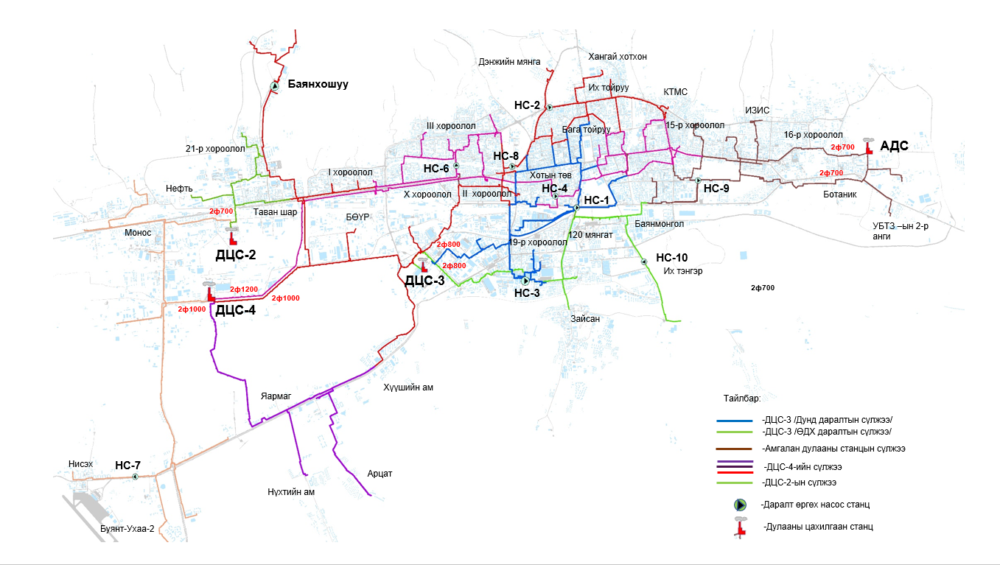 Дэнжийн мянга
Хангай хотхон
Баянхошуу
Их тойруу
КТМС
НС-2
ИЗИС
III хороолол
Бага тойруу
15-р хороолол
16-р хороолол
2ф700
АДС
21-р хороолол
НС-8
НС-6
I хороолол
Хотын төв
2ф700
Нефть
НС-4
НС-9
Х хороолол
II хороолол
Ботаник
НС-1
2ф700
Таван шар
БӨҮР
Баянмонгол
УБТЗ –ын 2-р
анги
Монос
120 мянгат
19-р хороолол
2ф800
ДЦС-2
НС-10
2ф800
Их тэнгэр
ДЦС-3
2ф1200
2ф700
НС-3
2ф1000
2ф1000
ДЦС-4
Зайсан
Хүүшийн ам
Яармаг
Тайлбар:
-ДЦС-3 /Дунд даралтын сүлжээ/
-ДЦС-3 /ӨДХ даралтын сүлжээ/
-Амгалан дулааны станцын сүлжээ
Нисэх
НС-7
-ДЦС-4-ийн сүлжээ
Арцат
-ДЦС-2-ын сүлжээ
Нүхтийн ам
-Даралт өргөх насос станц
Буянт-Ухаа-2
-Дулааны цахилгаан станц